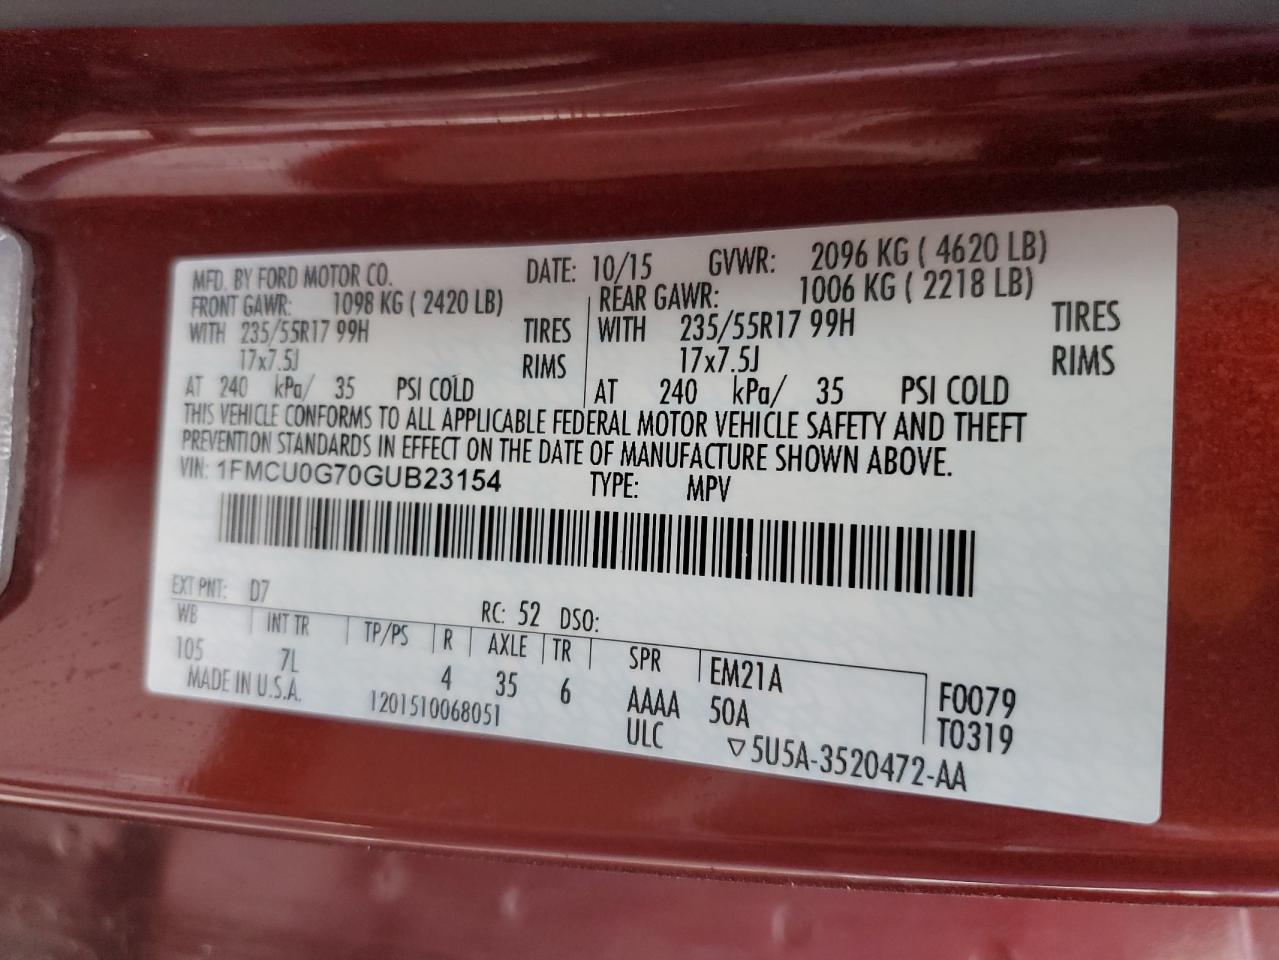 MFD. BY FORD MOTOR CO. DATE: 10/15 GVWR: 2096 KG ( 4620 LB)
FRONT GAWR: 1098 KG ( 2420 LB) REAR GAWR: 1006 KG ( 2218 LB)
WITH 235/55R17 99H TIRES WITH 235/55R17 99H TIRES
17x7.5J RIMS 17x7.5J RIMS
AT 240 kPa/ 35 PSI COLD AT 240 kPa/ 35 PSI COLD
THIS VEHICLE CONFORMS TO ALL APPLICABLE FEDERAL MOTOR VEHICLE SAFETY AND THEFT
PREVENTION STANDARDS IN EFFECT ON THE DATE OF MANUFACTURE SHOWN ABOVE.
VIN: 1FMCU0G70GUB23154 TYPE: MPV
EXT PNT: D7 RC: 52 DSO:
WB INT TR TP/PS R AXLE TR SPR EM21A F0079
105 7L 4 35 6 AAAA 50A T0319
MADE IN U.S.A. 1201510068051 ULC ▽5U5A-3520472-AA